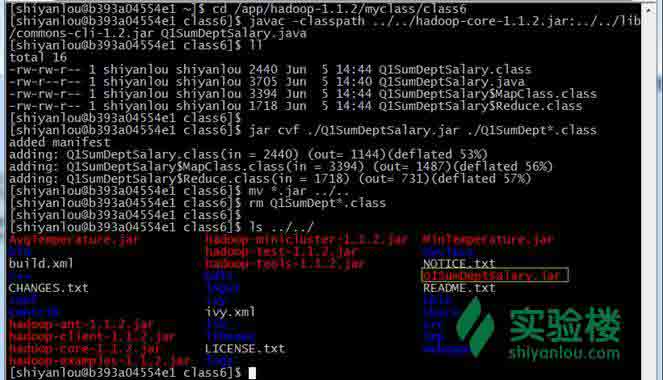 [shiyanlou@b393a04554e1 ~]$ cd /app/hadoop-1.1.2/myclass/class6
[shiyanlou@b393a04554e1 class6]$ javac -classpath ../../hadoop-core-1.1.2.jar:../../lib
/commons-cli-1.2.jar Q1SumDeptSalary.java
[shiyanlou@b393a04554e1 class6]$ ll
total 16
-rw-rw-r-- 1 shiyanlou shiyanlou 2440 Jun  5 14:44 Q1SumDeptSalary.class
-rw-rw-r-- 1 shiyanlou shiyanlou 3705 Jun  5 14:40 Q1SumDeptSalary.java
-rw-rw-r-- 1 shiyanlou shiyanlou 3394 Jun  5 14:44 Q1SumDeptSalary$MapClass.class
-rw-rw-r-- 1 shiyanlou shiyanlou 1718 Jun  5 14:44 Q1SumDeptSalary$Reduce.class
[shiyanlou@b393a04554e1 class6]$
[shiyanlou@b393a04554e1 class6]$ jar cvf ./Q1SumDeptSalary.jar ./Q1SumDept*.class
added manifest
adding: Q1SumDeptSalary.class(in = 2440) (out= 1144)(deflated 53%)
adding: Q1SumDeptSalary$MapClass.class(in = 3394) (out= 1487)(deflated 56%)
adding: Q1SumDeptSalary$Reduce.class(in = 1718) (out= 731)(deflated 57%)
[shiyanlou@b393a04554e1 class6]$ mv *.jar ../..
[shiyanlou@b393a04554e1 class6]$ rm Q1SumDept*.class
[shiyanlou@b393a04554e1 class6]$
[shiyanlou@b393a04554e1 class6]$ ls ../../
AvgTemperature.jar hadoop-minicluster-1.1.2.jar MinTemperature.jar
bin hadoop-test-1.1.2.jar myclass
build.xml hadoop-tools-1.1.2.jar NOTICE.txt
c++ Q1SumDeptSalary.jar
CHANGES.txt input README.txt
conf ivy sbin
contrib ivy.xml share
hadoop-ant-1.1.2.jar lib src
hadoop-client-1.1.2.jar libexec
hadoop-core-1.1.2.jar LICENSE.txt webapps
hadoop-examples-1.1.2.jar logs
[shiyanlou@b393a04554e1 class6]$
实验楼
shiyanlou.com